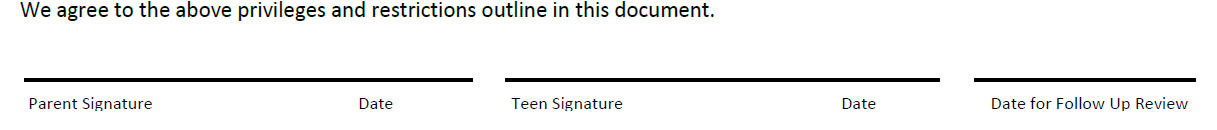 We agree to the above privileges and restrictions outline in this document.
Parent Signature Date Teen Signature Date Date for Follow Up Review